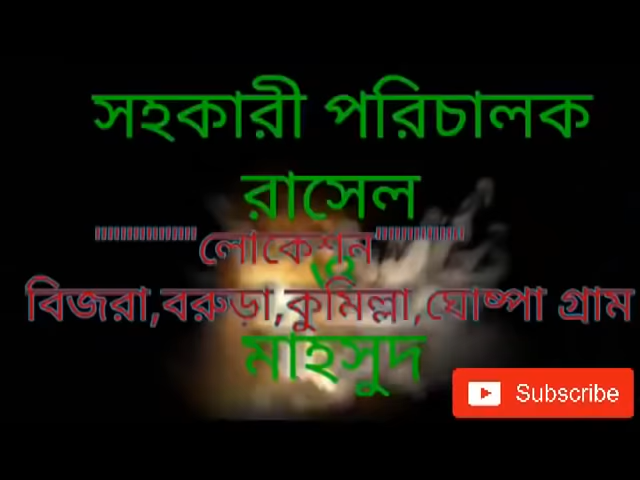 সহকারী পরিচালক
রাসেল
""""""""""""""""লোকেশন""""""""""""""
ও
বিজরা,বরুড়া,কুমিল্লা,ঘোষ্পা গ্রাম
মাহসুদ
Subscribe